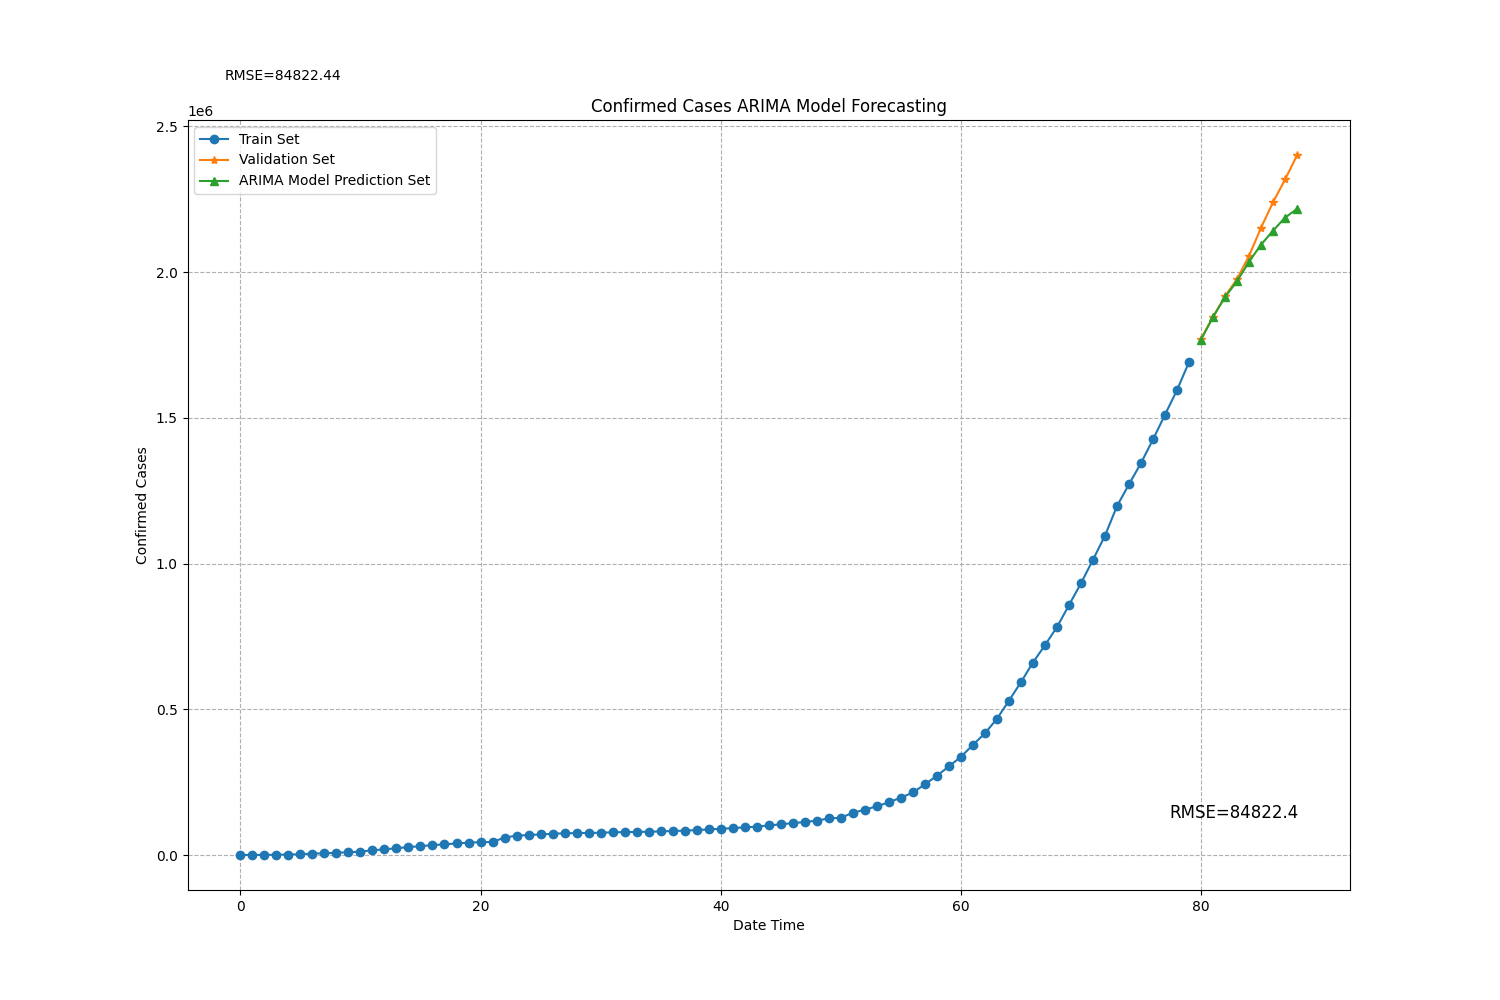 RMSE=84822.44
Confirmed Cases ARIMA Model Forecasting
1e6
Train Set
Validation Set
ARIMA Model Prediction Set
2.5
2.0
1.5
1.0
0.5
0.0
Confirmed Cases
RMSE=84822.4
0 20 40 60 80
Date Time